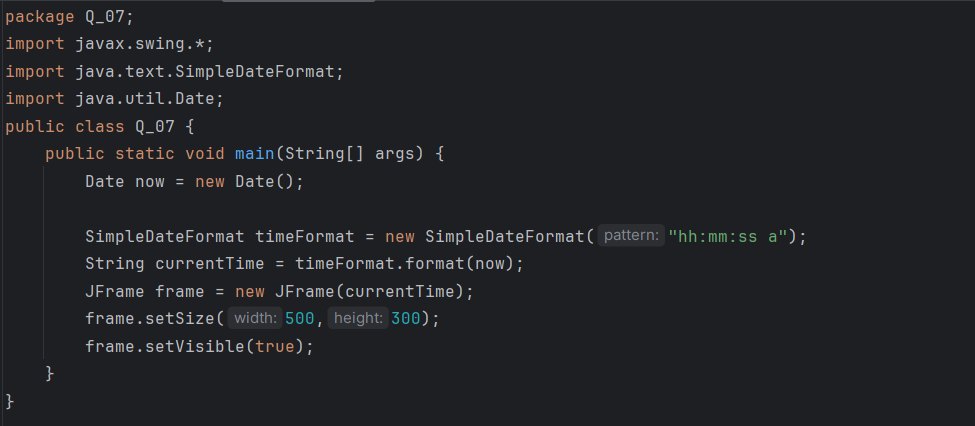 package Q_07;
import javax.swing.*;
import java.text.SimpleDateFormat;
import java.util.Date;
public class Q_07 {
    public static void main(String[] args) {
        Date now = new Date();

        SimpleDateFormat timeFormat = new SimpleDateFormat( pattern: "hh:mm:ss a");
        String currentTime = timeFormat.format(now);
        JFrame frame = new JFrame(currentTime);
        frame.setSize( width: 500, height: 300);
        frame.setVisible(true);
    }
}